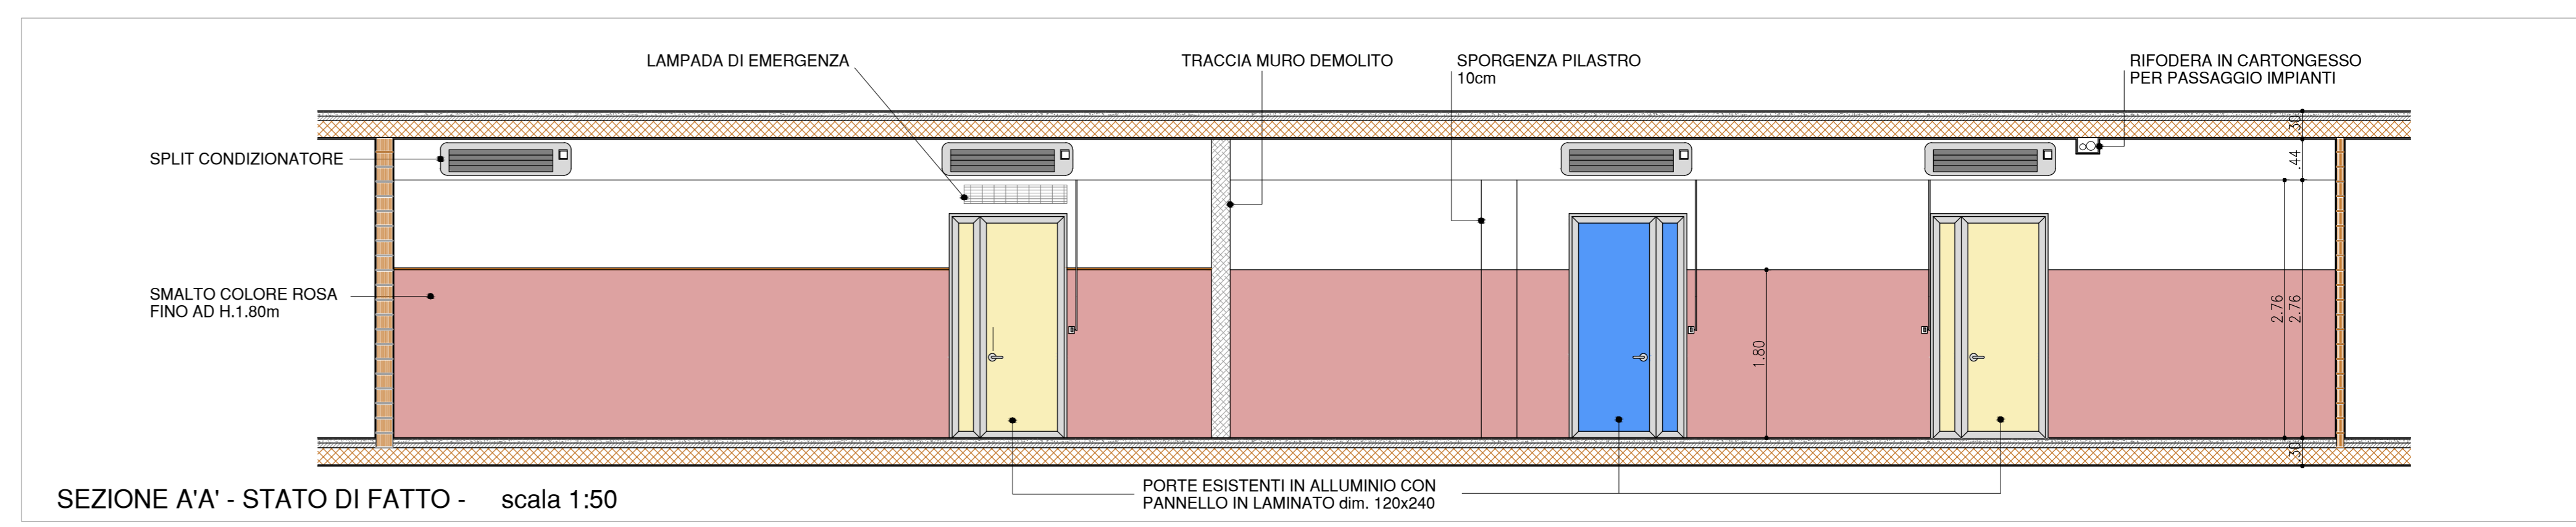 LAMPADA DI EMERGENZA
TRACCIA MURO DEMOLITO
SPORGENZA PILASTRO
10cm
RIFODERA IN CARTONGESSO
PER PASSAGGIO IMPIANTI
.30
SPLIT CONDIZIONATORE
.44
SMALTO COLORE ROSA
FINO AD H.1.80m
2.76
2.76
1.80
.30
PORTE ESISTENTI IN ALLUMINIO CON
PANNELLO IN LAMINATO dim. 120x240
SEZIONE A'A' - STATO DI FATTO - scala 1:50